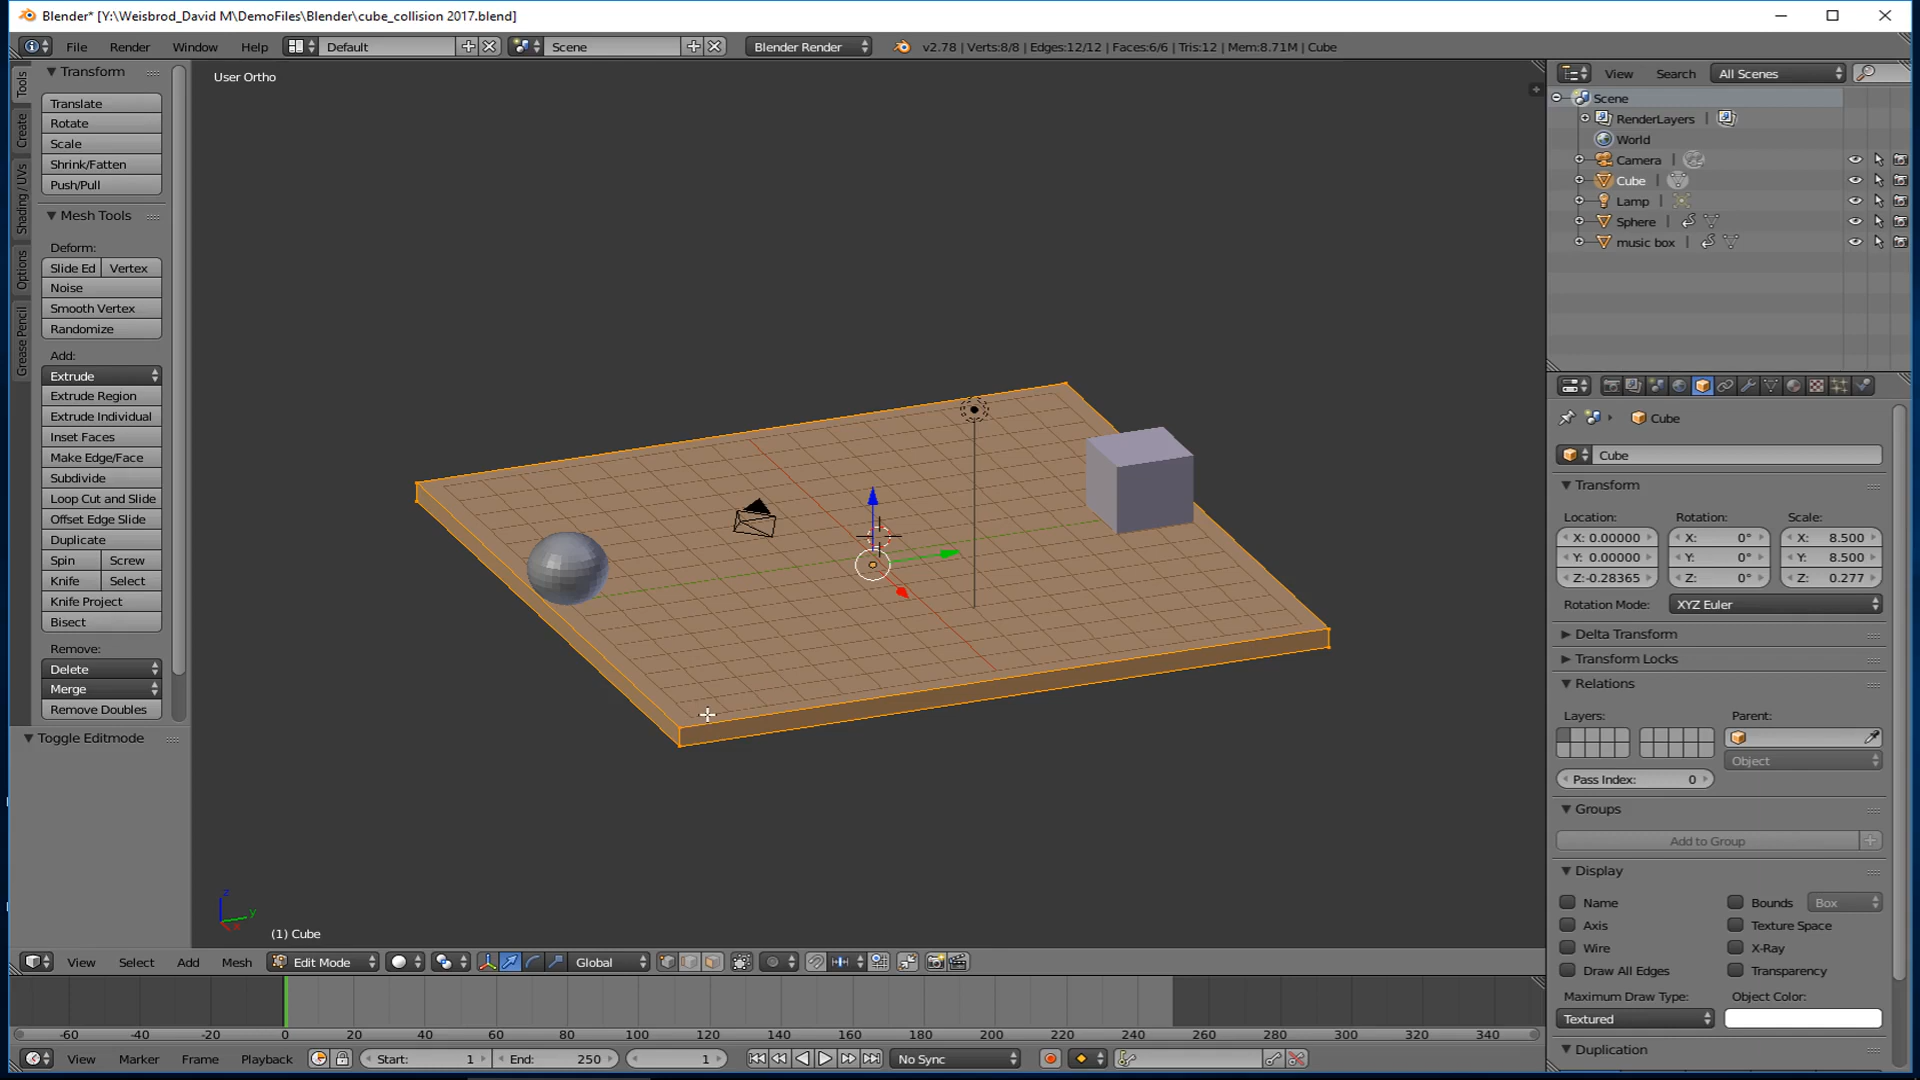 Blender* [Y:\Weisbrod_David M\DemoFiles\Blender\cube_collision 2017.blend]
File Render Window Help Default Scene Blender Render v2.78 | Verts:8/8 | Edges:12/12 | Faces:6/6 | Tris:12 | Mem:8.71M | Cube
Tools
Create
Shading / UVs
Options
Grease Pencil
Transform
Translate
Rotate
Scale
Shrink/Fatten
Push/Pull
Mesh Tools
Deform:
Slide Ed Vertex
Noise
Smooth Vertex
Randomize
Add:
Extrude
Extrude Region
Extrude Individual
Inset Faces
Make Edge/Face
Subdivide
Loop Cut and Slide
Offset Edge Slide
Duplicate
Spin Screw
Knife Select
Knife Project
Bisect
Remove:
Delete
Merge
Remove Doubles
Toggle Editmode
User Ortho
z
y
x
(1) Cube
View Select Add Mesh Edit Mode Global
-60 -40 -20 0 20 40 60 80 100 120 140 160 180 200 220 240 260 280 300 320 340
View Marker Frame Playback Start: 1 End: 250 1 No Sync
View Search All Scenes
Scene
RenderLayers |
World
Camera |
Cube |
Lamp |
Sphere |
music box |
Cube
Cube
Transform
Location: Rotation: Scale:
X: 0.00000 X: 0° X: 8.500
Y: 0.00000 Y: 0° Y: 8.500
Z:-0.28365 Z: 0° Z: 0.277
Rotation Mode: XYZ Euler
Delta Transform
Transform Locks
Relations
Layers: Parent:
Object
Pass Index: 0
Groups
Add to Group
Display
Name Bounds Box
Axis Texture Space
Wire X-Ray
Draw All Edges Transparency
Maximum Draw Type: Object Color:
Textured
Duplication